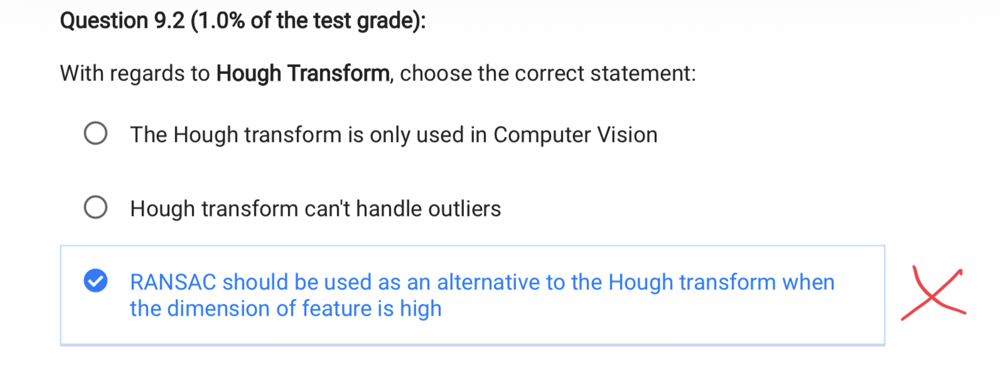 Question 9.2 (1.0% of the test grade):
With regards to Hough Transform, choose the correct statement:
The Hough transform is only used in Computer Vision
Hough transform can't handle outliers
RANSAC should be used as an alternative to the Hough transform when
the dimension of feature is high